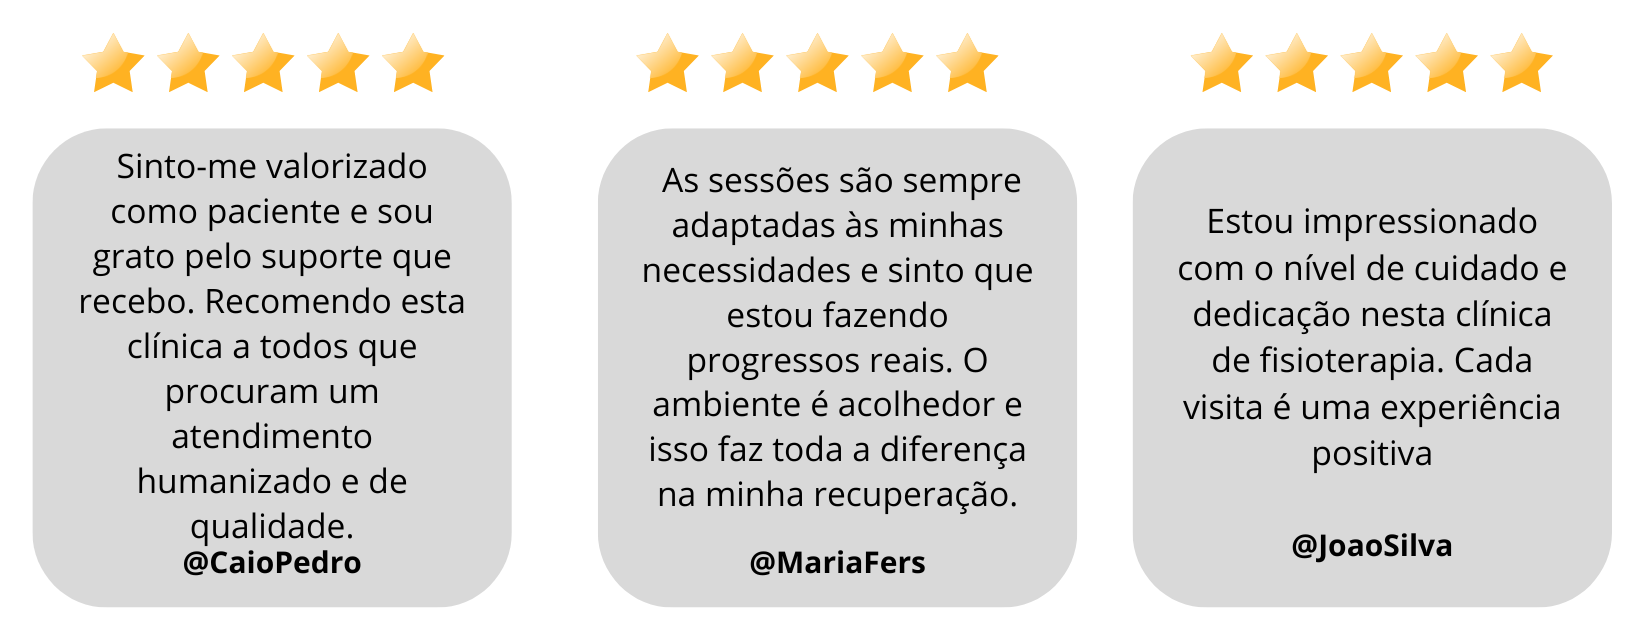 Sinto-me valorizado
como paciente e sou
grato pelo suporte que
recebo. Recomendo esta
clínica a todos que
procuram um
atendimento
humanizado e de
qualidade.
@CaioPedro
As sessões são sempre
adaptadas às minhas
necessidades e sinto que
estou fazendo
progressos reais. O
ambiente é acolhedor e
isso faz toda a diferença
na minha recuperação.
@MariaFers
Estou impressionado
com o nível de cuidado e
dedicação nesta clínica
de fisioterapia. Cada
visita é uma experiência
positiva
@JoaoSilva